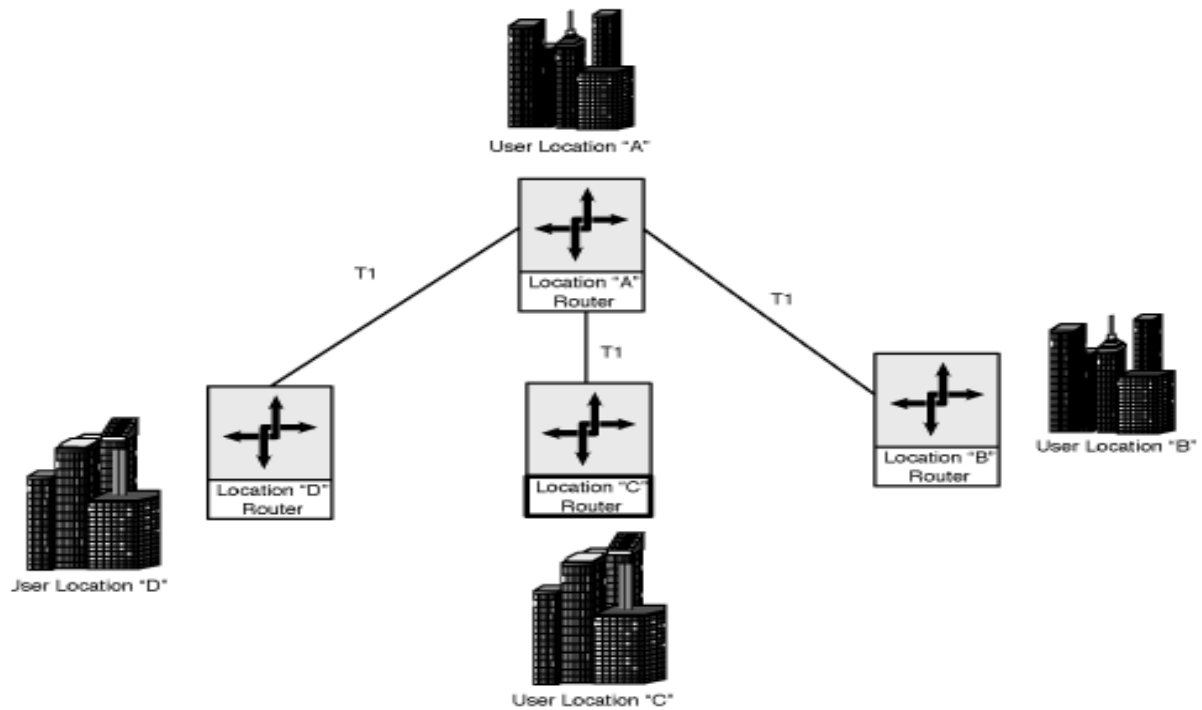 User Location "A"
Location "A"
Router
T1
T1
T1
Location "D"
Router
Location "C"
Router
Location "B"
Router
User Location "B"
Jser Location "D"
User Location "C"